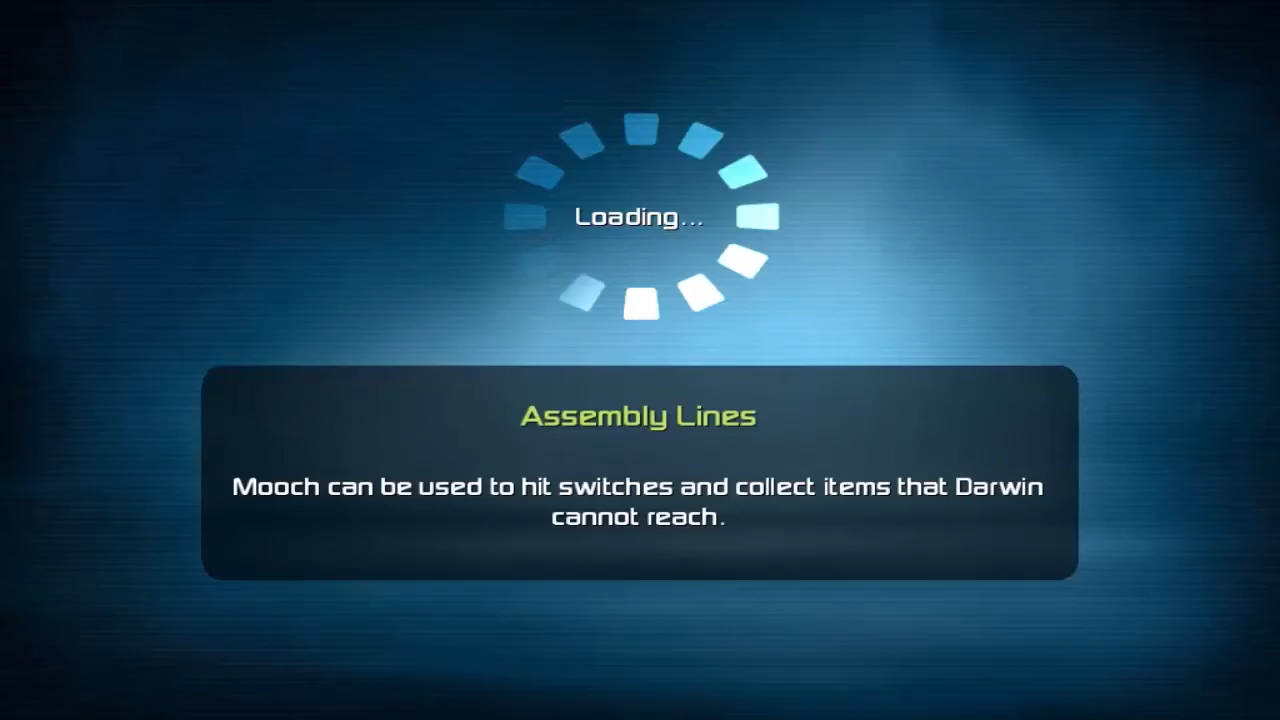 Loading...
Assembly Lines
Mooch can be used to hit switches and collect items that Darwin
cannot reach.